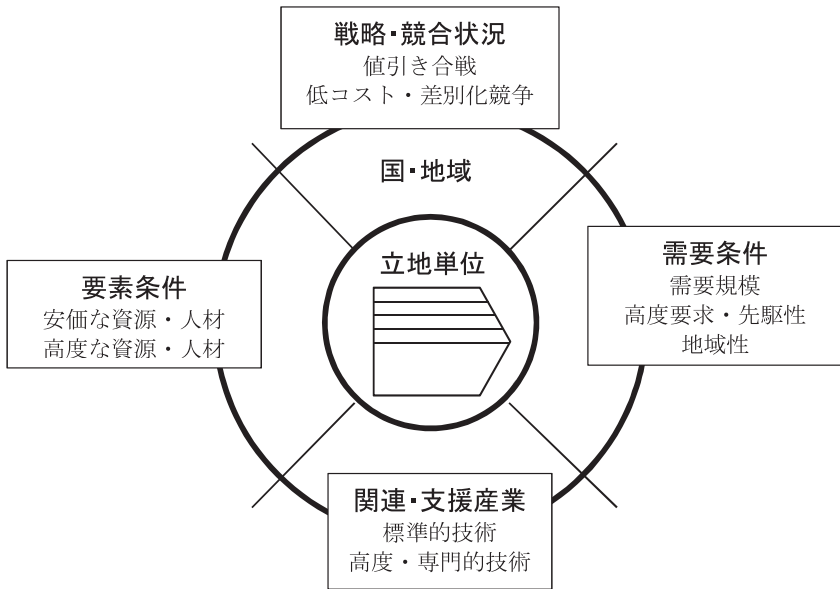 戦略・競合状況
値引き合戦
低コスト・差別化競争
国・地域
立地単位
要素条件
安価な資源・人材
高度な資源・人材
需要条件
需要規模
高度要求・先駆性
地域性
関連・支援産業
標準的技術
高度・専門的技術